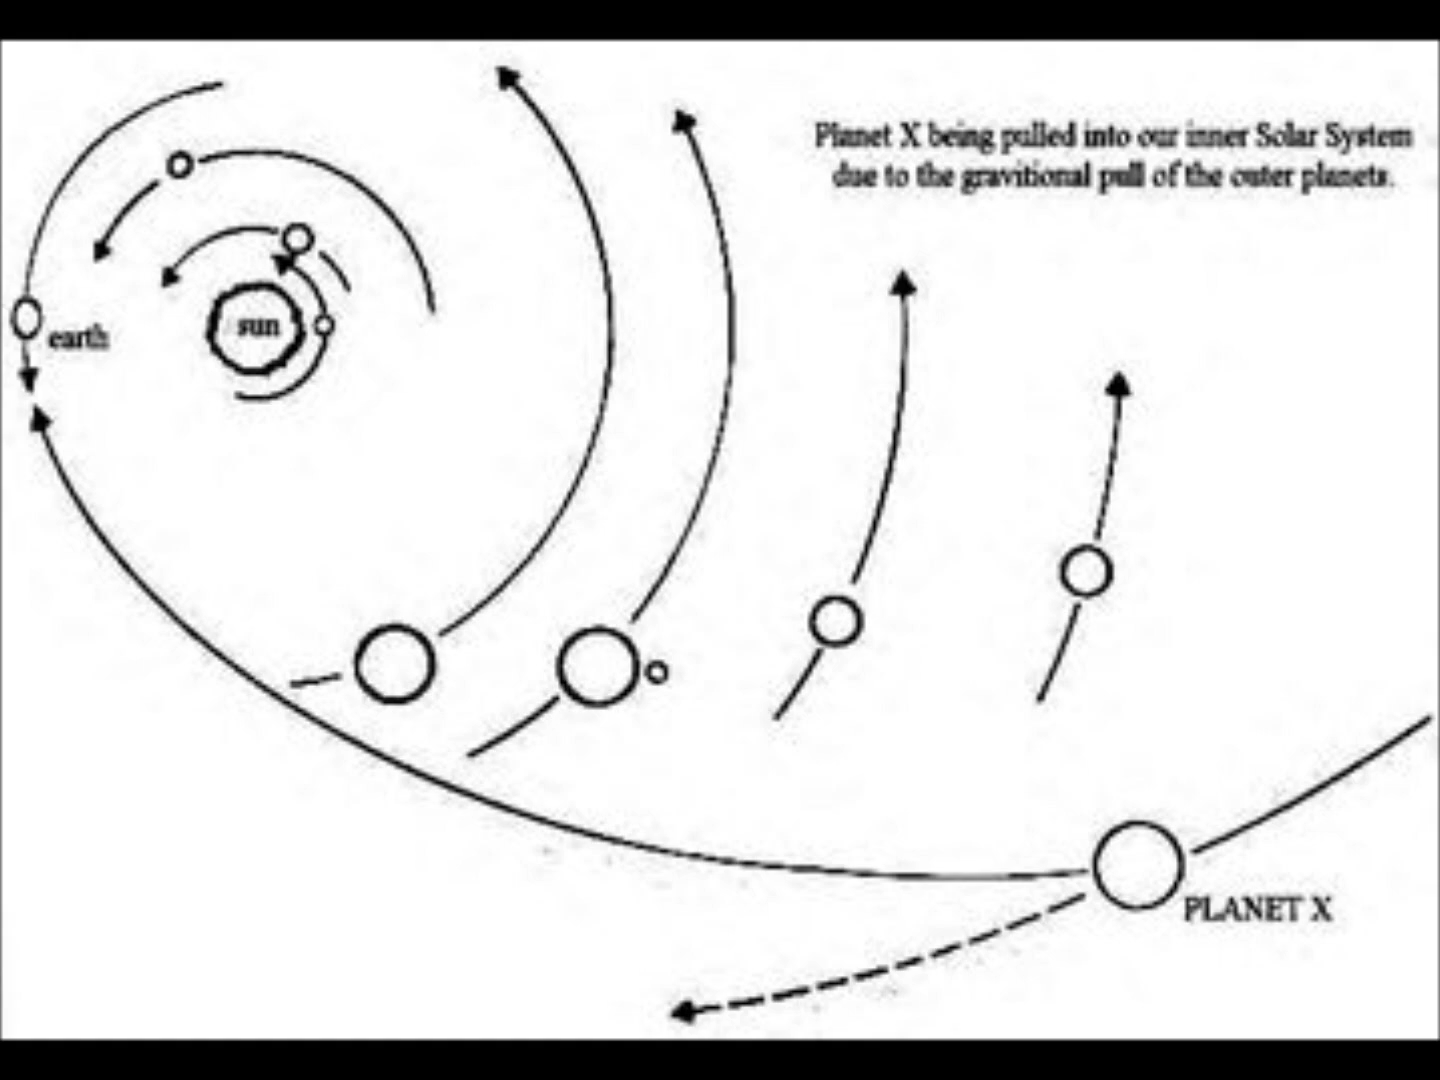 Planet X being pulled into our inner Solar System
due to the gravitional pull of the outer planets.
sun
earth
PLANET X